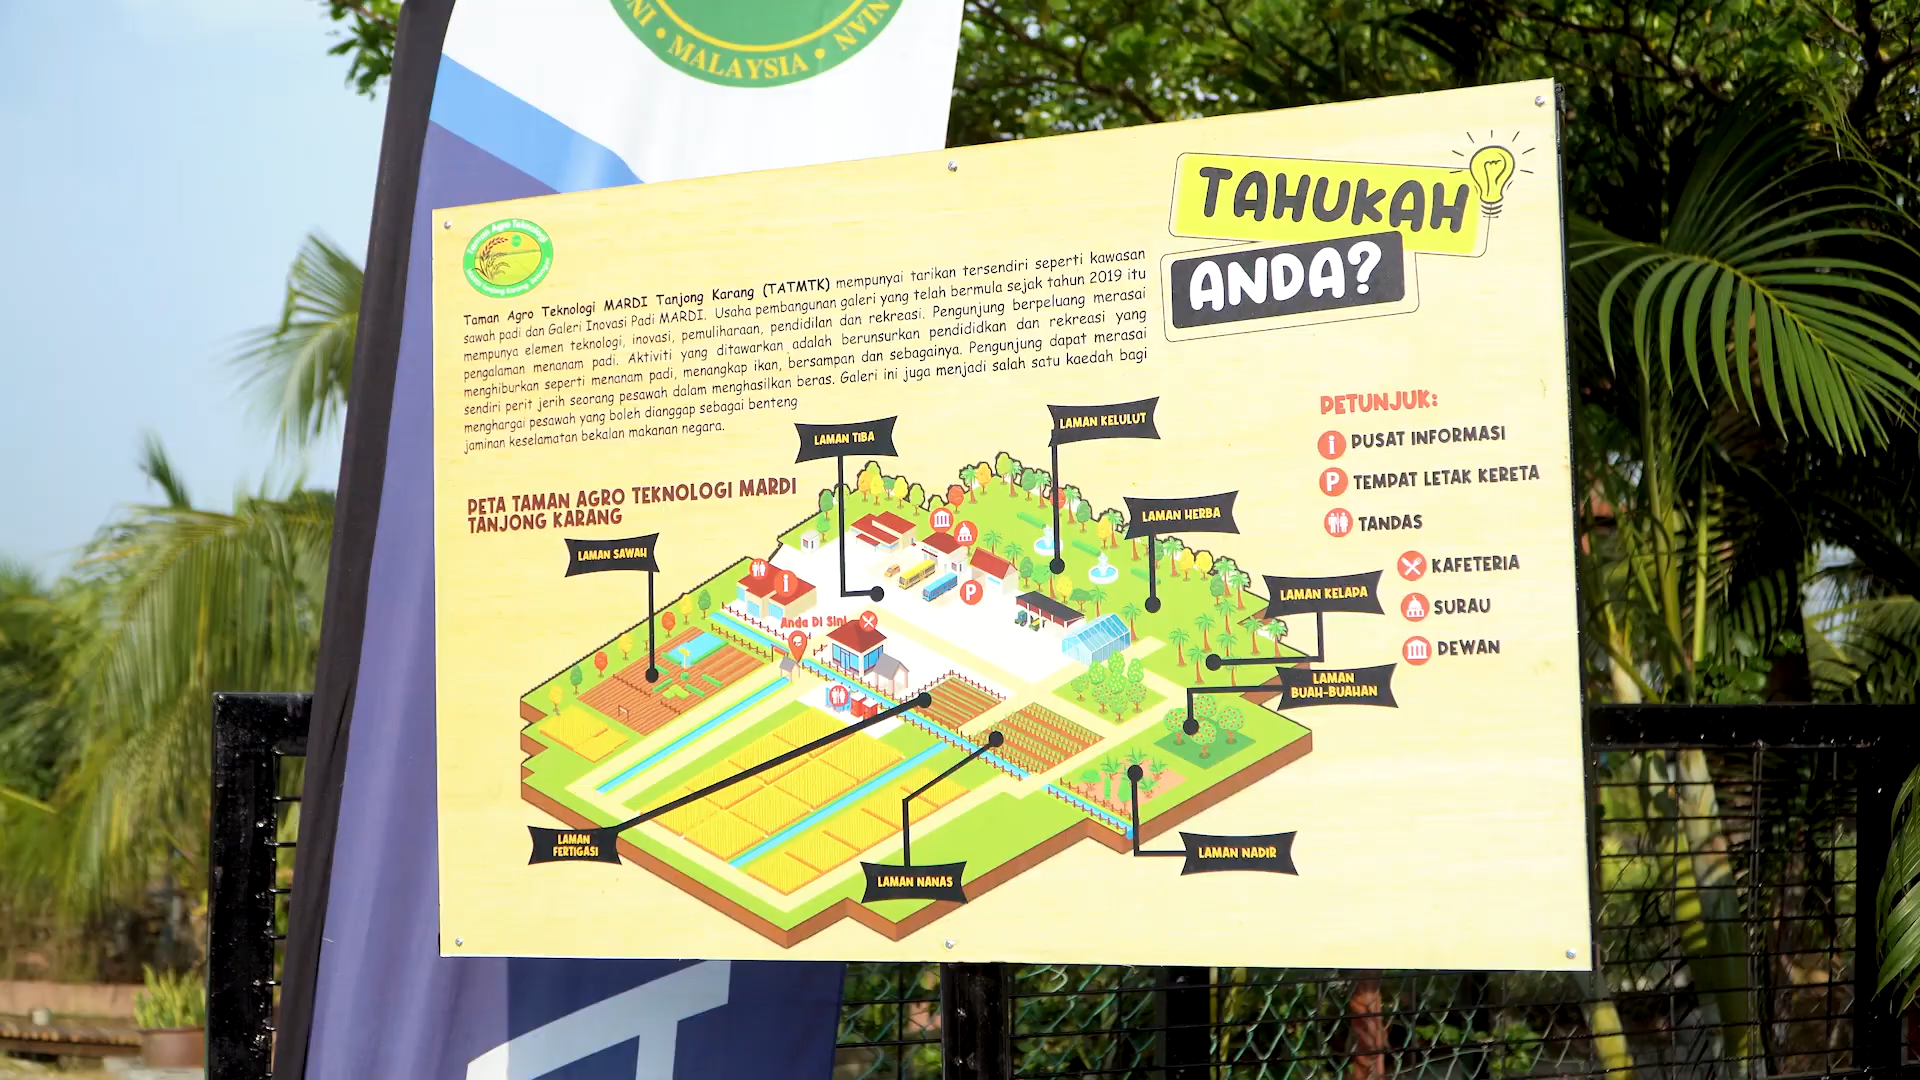 NI • MALAYSIA • NAIN
TAHUKAH
ANDA?
Taman Agro Teknologi
Taman Agro Teknologi MARDI Tanjong Karang (TATMTK) mempunyai tarikan tersendiri seperti kawasan
sawah padi dan Galeri Inovasi Padi MARDI. Usaha pembangunan galeri yang telah bermula sejak tahun 2019 itu
mempunya elemen teknologi, inovasi, pemuliharaan, pendidilan dan rekreasi. Pengunjung berpeluang merasai
pengalaman menanam padi. Aktiviti yang ditawarkan adalah berunsurkan pendididkan dan rekreasi yang
menghiburkan seperti menanam padi, menangkap ikan, bersampan dan sebagainya. Pengunjung dapat merasai
sendiri perit jerih seorang pesawah dalam menghasilkan beras. Galeri ini juga menjadi salah satu kaedah bagi
menghargai pesawah yang boleh dianggap sebagai benteng
jaminan keselamatan bekalan makanan negara.
PETA TAMAN AGRO TEKNOLOGI MARDI
TANJONG KARANG
LAMAN TIBA
LAMAN KELULUT
LAMAN HERBA
LAMAN SAWAH
LAMAN KELAPA
LAMAN
BUAH-BUAHAN
Anda Di Sini
LAMAN
FERTIGASI
LAMAN NANAS
LAMAN NADIR
PETUNJUK:
i PUSAT INFORMASI
P TEMPAT LETAK KERETA
TANDAS
KAFETERIA
SURAU
DEWAN
i
P